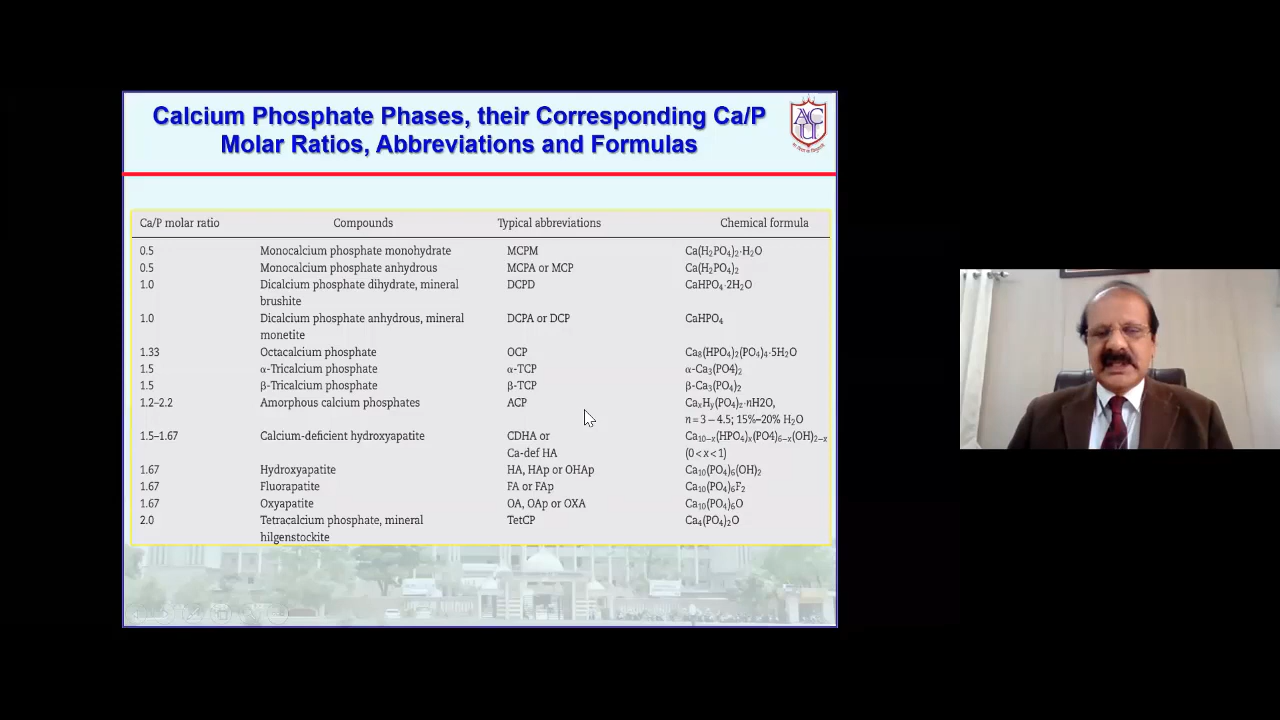 Calcium Phosphate Phases, their Corresponding Ca/P
Molar Ratios, Abbreviations and Formulas
ACU
Ca/P molar ratio Compounds Typical abbreviations Chemical formula
0.5 Monocalcium phosphate monohydrate MCPM Ca(H₂PO₄)₂·H₂O
0.5 Monocalcium phosphate anhydrous MCPA or MCP Ca(H₂PO₄)₂
1.0 Dicalcium phosphate dihydrate, mineral DCPD CaHPO₄·2H₂O
brushite
1.0 Dicalcium phosphate anhydrous, mineral DCPA or DCP CaHPO₄
monetite
1.33 Octacalcium phosphate OCP Ca₈(HPO₄)₂(PO₄)₄·5H₂O
1.5 α-Tricalcium phosphate α-TCP α-Ca₃(PO4)₂
1.5 β-Tricalcium phosphate β-TCP β-Ca₃(PO₄)₂
1.2–2.2 Amorphous calcium phosphates ACP CaₓHᵧ(PO₄)z·nH2O,
n = 3 – 4.5; 15%–20% H₂O
1.5–1.67 Calcium-deficient hydroxyapatite CDHA or Ca₁₀₋ₓ(HPO₄)ₓ(PO4)₆₋ₓ(OH)₂₋ₓ
Ca-def HA (0 < x < 1)
1.67 Hydroxyapatite HA, HAp or OHAp Ca₁₀(PO₄)₆(OH)₂
1.67 Fluorapatite FA or FAp Ca₁₀(PO₄)₆F₂
1.67 Oxyapatite OA, OAp or OXA Ca₁₀(PO₄)₆O
2.0 Tetracalcium phosphate, mineral TetCP Ca₄(PO₄)₂O
hilgenstockite